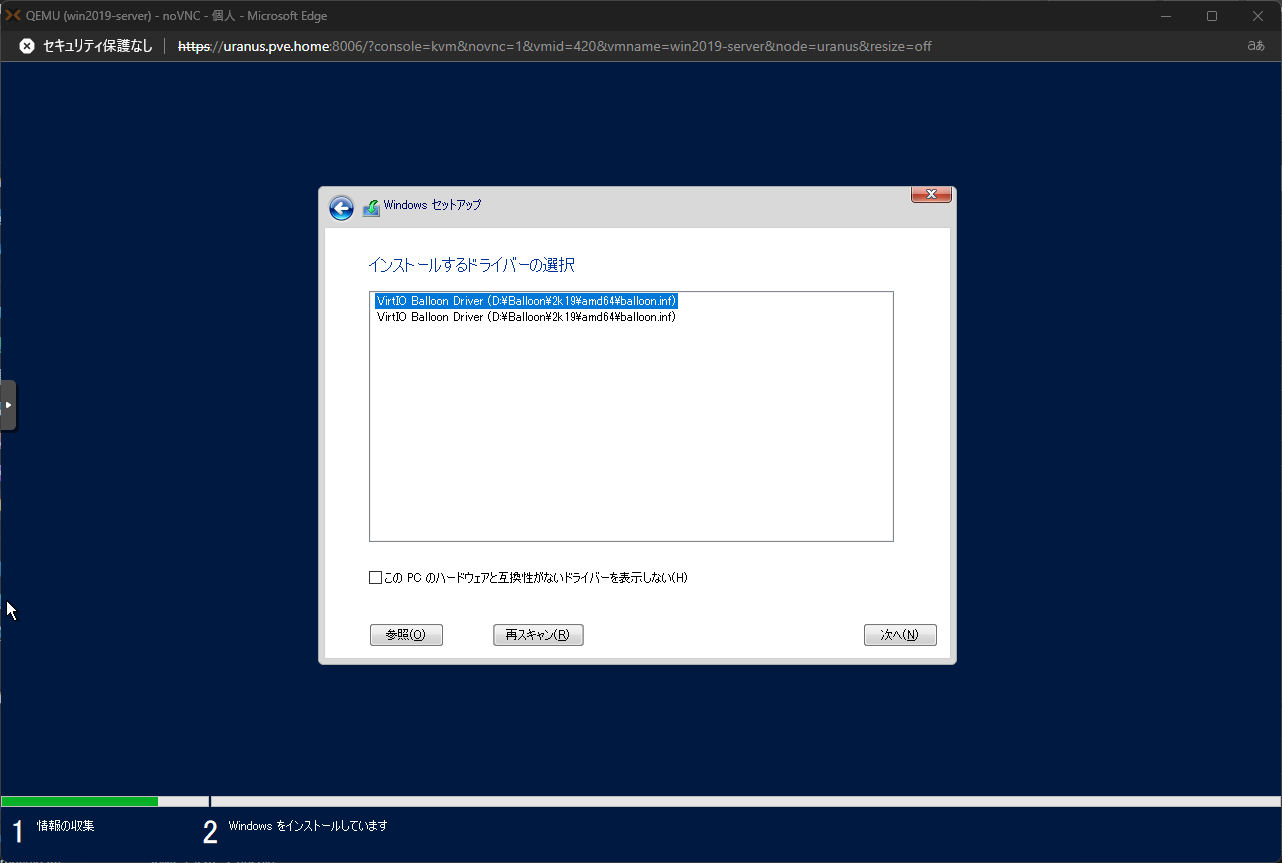 QEMU (win2019-server) - noVNC - 個人 - Microsoft Edge
セキュリティ保護なし
https://uranus.pve.home:8006/?console=kvm&novnc=1&vmid=420&vmname=win2019-server&node=uranus&resize=off
aあ
Windows セットアップ
インストールするドライバーの選択
VirtIO Balloon Driver (D:¥Balloon¥2k19¥amd64¥balloon.inf)
VirtIO Balloon Driver (D:¥Balloon¥2k19¥amd64¥balloon.inf)
この PC のハードウェアと互換性がないドライバーを表示しない(H)
参照(O)
再スキャン(R)
次へ(N)
1 情報の収集
2 Windows をインストールしています